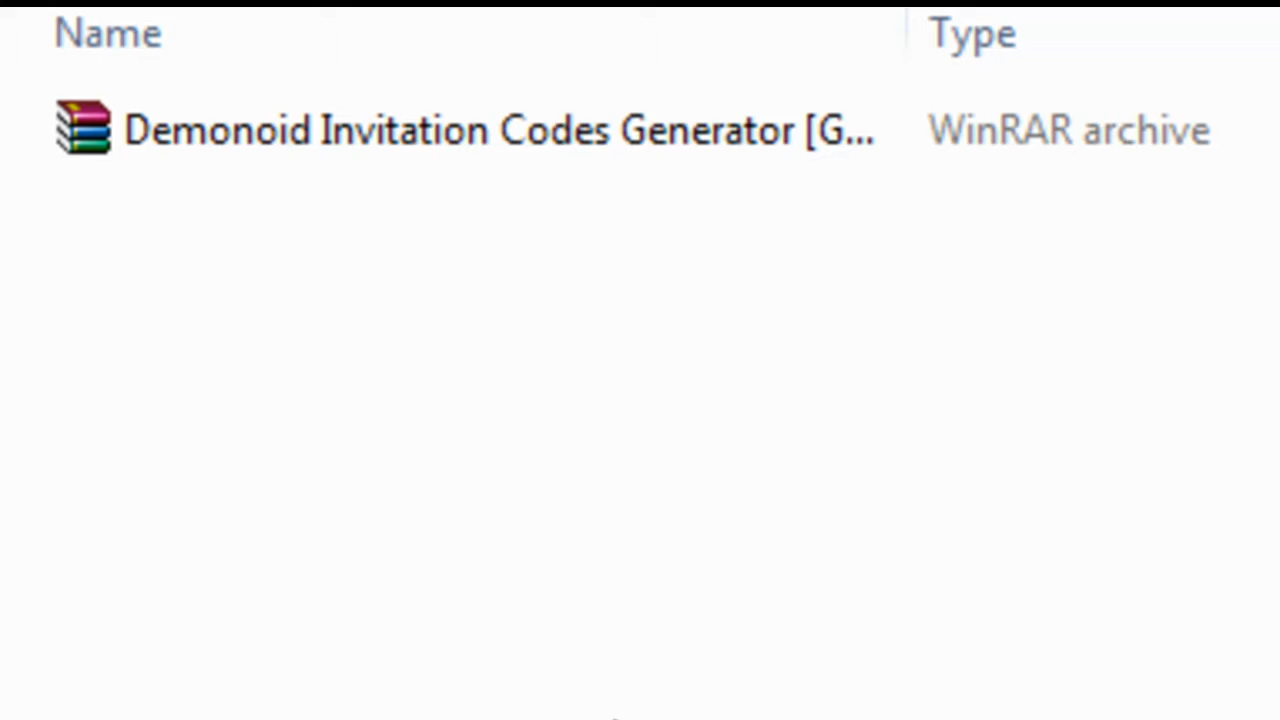 Name Type
Demonoid Invitation Codes Generator [G... WinRAR archive